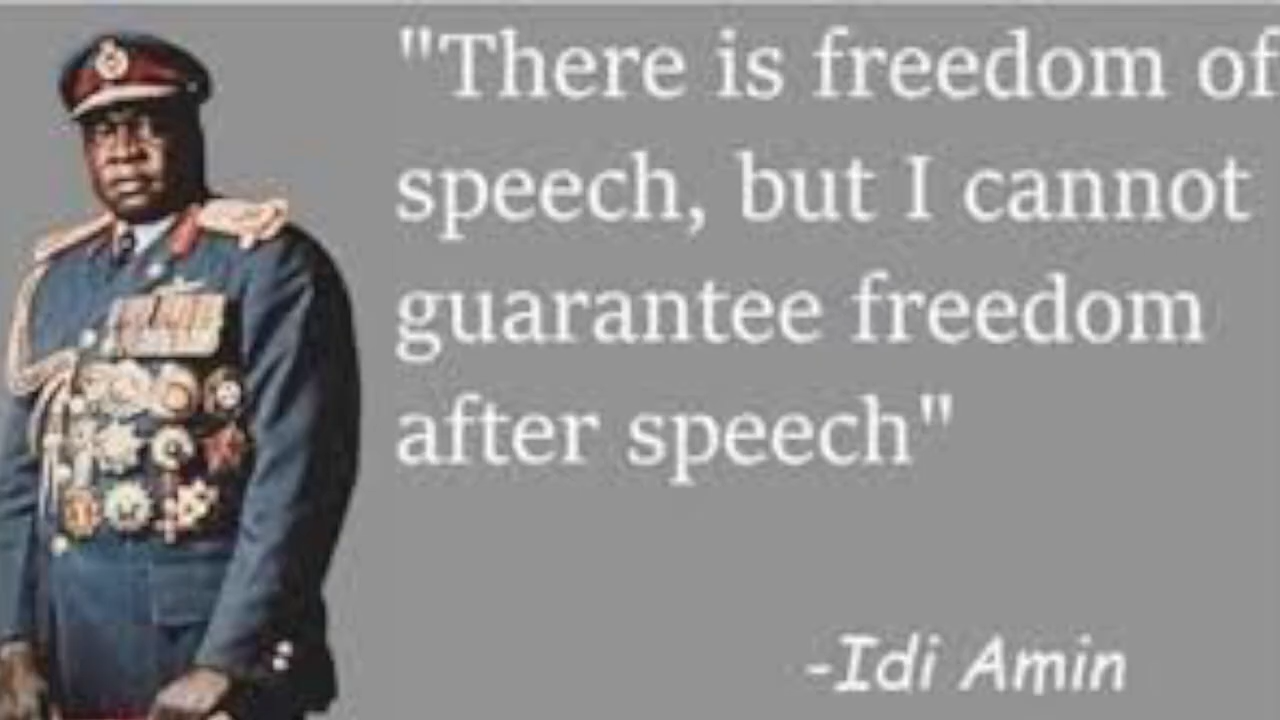 "There is freedom of
speech, but I cannot
guarantee freedom
after speech"
-Idi Amin